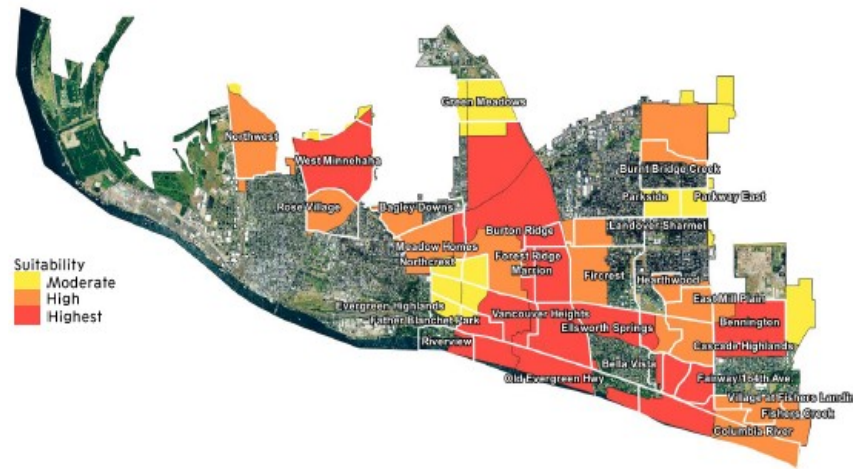 Green Meadows
Northwest
West Minnehaha
Burnt Bridge Creek
Parkside
Parkway East
Rose Village
Bagley Downs
Landover Sharmel
Burton Ridge
Meadow Homes
Forest Ridge
Northcrest
Marrion
Fircrest
Hearthwood
Suitability
Moderate
High
Highest
East Mill Plain
Evergreen Highlands
Vancouver Heights
Bennington
Father Blanchet Park
Ellsworth Springs
Riverview
Cascade Highlands
Bella Vista
Old Evergreen Hwy
Fairway/164th Ave.
Village at Fishers Landin
Fishers Creek
Columbia River